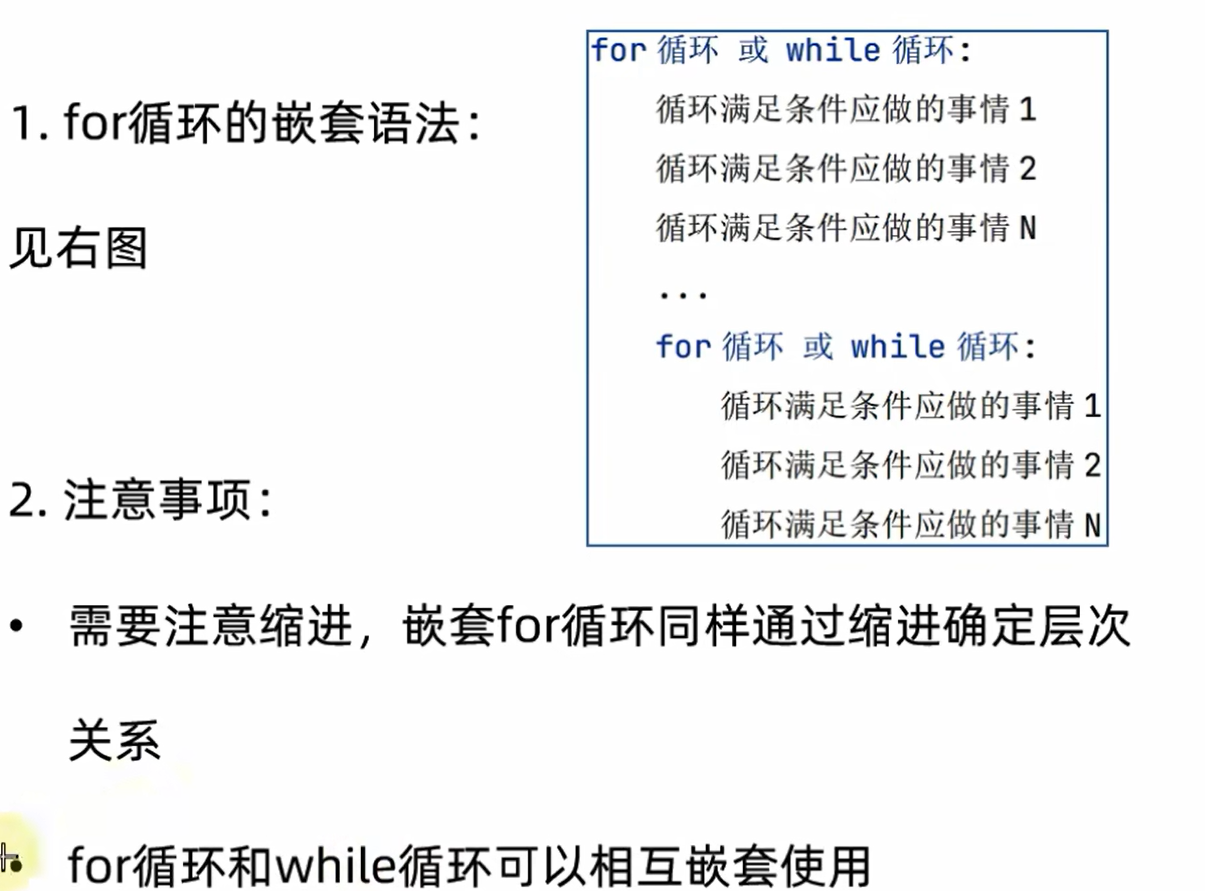 1. for循环的嵌套语法：
见右图
for 循环 或 while 循环:
循环满足条件应做的事情 1
循环满足条件应做的事情 2
循环满足条件应做的事情 N
...
for 循环 或 while 循环:
循环满足条件应做的事情 1
循环满足条件应做的事情 2
循环满足条件应做的事情 N
2. 注意事项：
• 需要注意缩进，嵌套for循环同样通过缩进确定层次
关系
• for循环和while循环可以相互嵌套使用